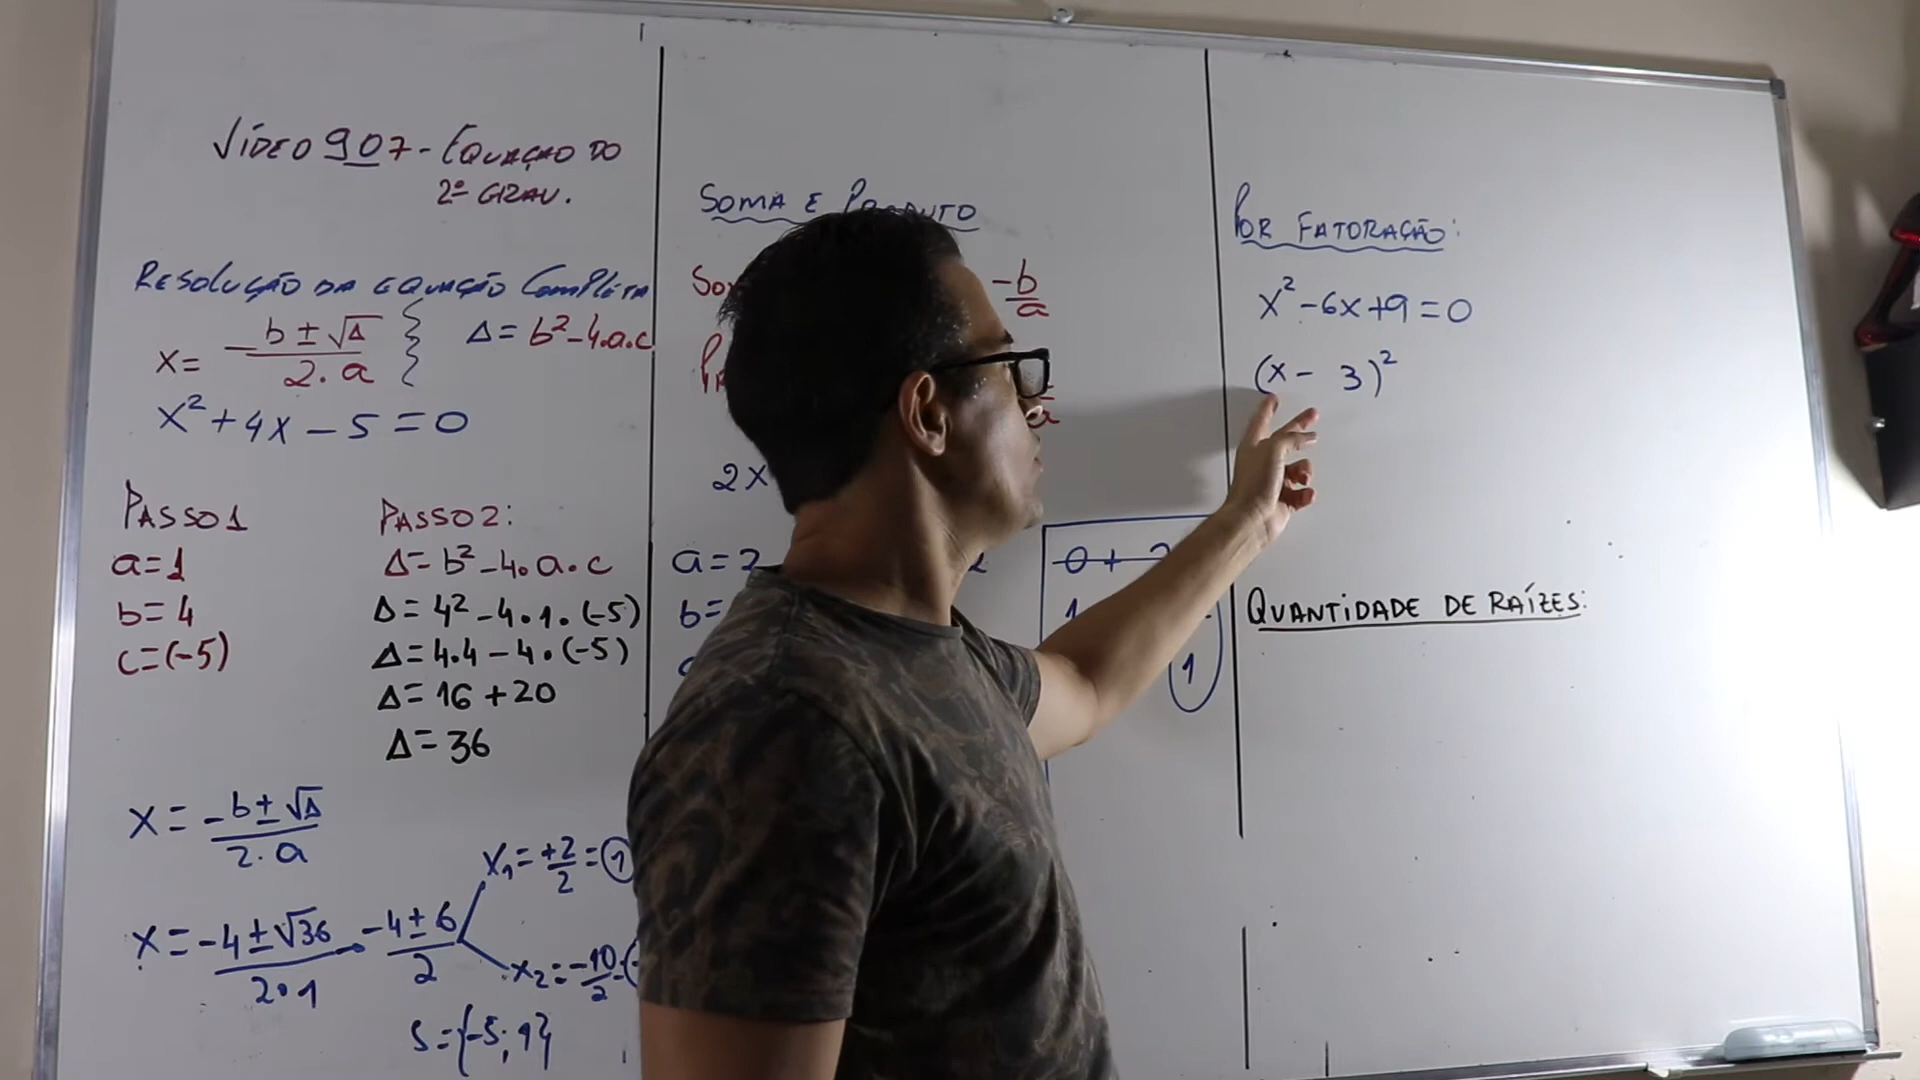 VÍDEO 907 - EQUAÇÃO DO
2º GRAU.
RESOLUÇÃO DA EQUAÇÃO COMPLETA
x = -b ± √Δ / 2.a { Δ = b² - 4.a.c
x² + 4x - 5 = 0
PASSO 1
a = 1
b = 4
c = (-5)
PASSO 2:
Δ = b² - 4.a.c
Δ = 4² - 4.1.(-5)
Δ = 4.4 - 4.(-5)
Δ = 16 + 20
Δ = 36
x = -b ± √Δ / 2.a
x = -4 ± √36 / 2.1 → -4 ± 6 / 2
x₁ = +2/2 = 1
x₂ = -10/2 = (-
S = {-5; 1}
SOMA E
-b/a
a
2x
a = 2
b =
0 +
1
1
POR FATORAÇÃO:
x² - 6x + 9 = 0
(x - 3)²
QUANTIDADE DE RAÍZES: